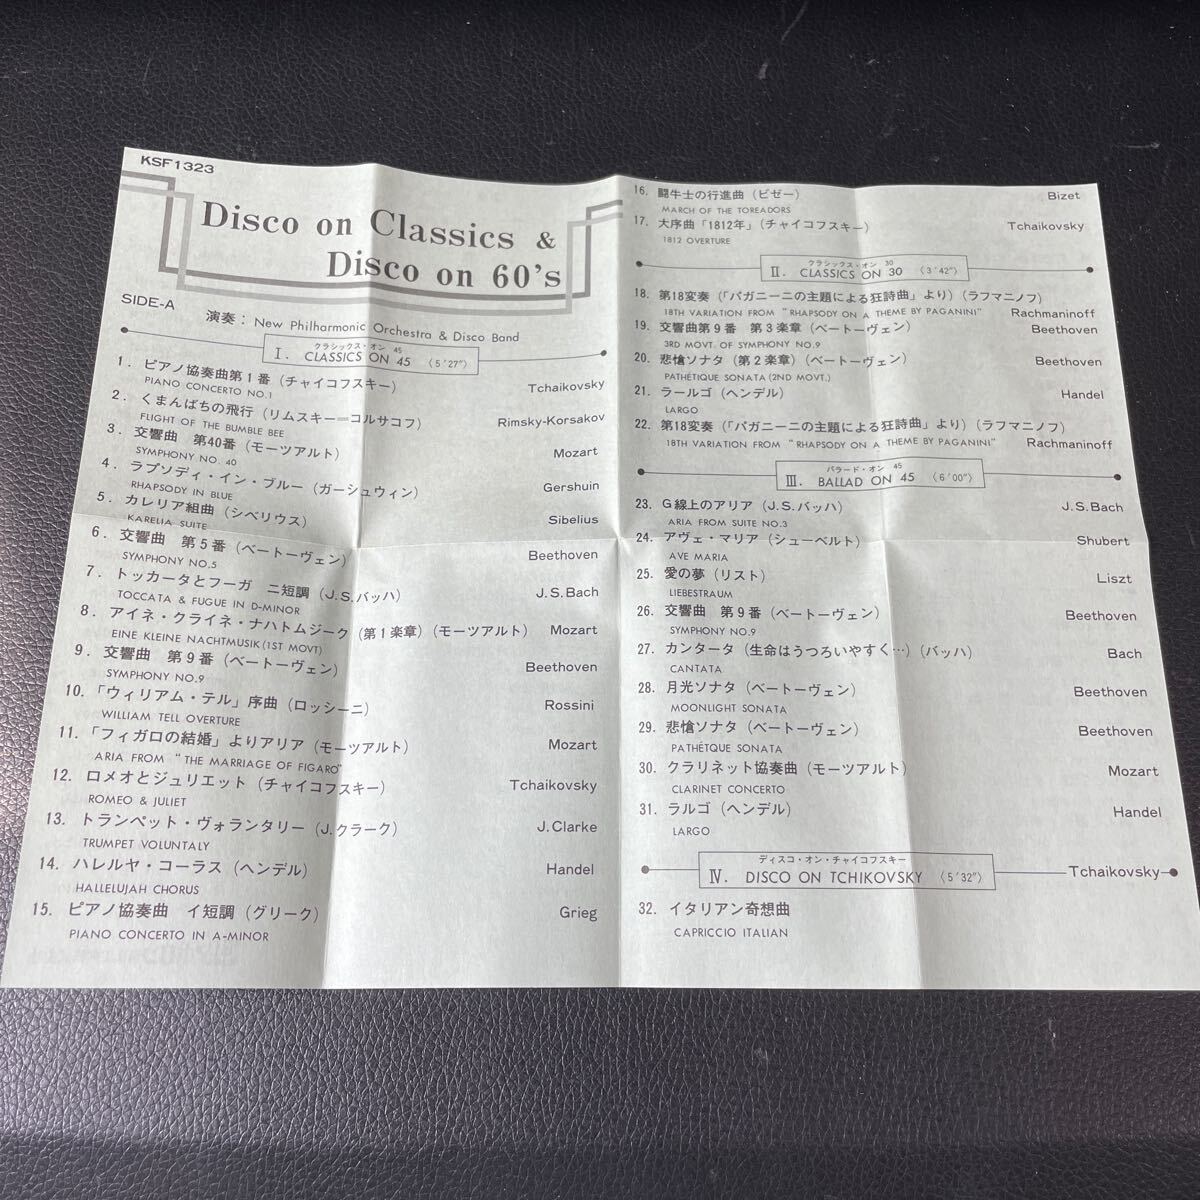 KSF1323
Disco on Classics &
Disco on 60's
SIDE-A
演奏：New Philharmonic Orchestra & Disco Band
クラシックス・オン 45
I. CLASSICS ON 45 〈5′27″〉
1. ピアノ協奏曲第1番（チャイコフスキー） Tchaikovsky
PIANO CONCERTO NO.1
2. くまんばちの飛行（リムスキー＝コルサコフ） Rimsky-Korsakov
FLIGHT OF THE BUMBLE BEE
3. 交響曲 第40番（モーツアルト） Mozart
SYMPHONY NO. 40
4. ラプソディ・イン・ブルー（ガーシュウィン） Gershuin
RHAPSODY IN BLUE
5. カレリア組曲（シベリウス） Sibelius
KARELIA SUITE
6. 交響曲 第5番（ベートーヴェン） Beethoven
SYMPHONY NO.5
7. トッカータとフーガ ニ短調（J.S.バッハ） J.S.Bach
TOCCATA & FUGUE IN D-MINOR
8. アイネ・クライネ・ナハトムジーク（第1楽章）（モーツアルト） Mozart
EINE KLEINE NACHTMUSIK(1ST MOVT)
9. 交響曲 第9番（ベートーヴェン） Beethoven
SYMPHONY NO.9
10. 「ウィリアム・テル」序曲（ロッシーニ） Rossini
WILLIAM TELL OVERTURE
11. 「フィガロの結婚」よりアリア（モーツアルト） Mozart
ARIA FROM "THE MARRIAGE OF FIGARO"
12. ロメオとジュリエット（チャイコフスキー） Tchaikovsky
ROMEO & JULIET
13. トランペット・ヴォランタリー（J.クラーク） J.Clarke
TRUMPET VOLUNTALY
14. ハレルヤ・コーラス（ヘンデル） Handel
HALLELUJAH CHORUS
15. ピアノ協奏曲 イ短調（グリーク） Grieg
PIANO CONCERTO IN A-MINOR
16. 闘牛士の行進曲（ビゼー） Bizet
MARCH OF THE TOREADORS
17. 大序曲「1812年」（チャイコフスキー） Tchaikovsky
1812 OVERTURE
クラシックス・オン 30
II. CLASSICS ON 30 〈3′42″〉
18. 第18変奏（「パガニーニの主題による狂詩曲」より）（ラフマニノフ）
18TH VARIATION FROM "RHAPSODY ON A THEME BY PAGANINI" Rachmaninoff
19. 交響曲第9番 第3楽章（ベートーヴェン） Beethoven
3RD MOVT. OF SYMPHONY NO.9
20. 悲愴ソナタ（第2楽章）（ベートーヴェン） Beethoven
PATHÉTIQUE SONATA(2ND MOVT.)
21. ラールゴ（ヘンデル） Handel
LARGO
22. 第18変奏（「パガニーニの主題による狂詩曲」より）（ラフマニノフ）
18TH VARIATION FROM "RHAPSODY ON A THEME BY PAGANINI" Rachmaninoff
バラード・オン 45
III. BALLAD ON 45 〈6′00″〉
23. G線上のアリア（J.S.バッハ） J.S.Bach
ARIA FROM SUITE NO.3
24. アヴェ・マリア（シューベルト） Shubert
AVE MARIA
25. 愛の夢（リスト） Liszt
LIEBESTRAUM
26. 交響曲 第9番（ベートーヴェン） Beethoven
SYMPHONY NO.9
27. カンタータ（生命はうつろいやすく…）（バッハ） Bach
CANTATA
28. 月光ソナタ（ベートーヴェン） Beethoven
MOONLIGHT SONATA
29. 悲愴ソナタ（ベートーヴェン） Beethoven
PATHÉTQUE SONATA
30. クラリネット協奏曲（モーツアルト） Mozart
CLARINET CONCERTO
31. ラルゴ（ヘンデル） Handel
LARGO
ディスコ・オン・チャイコフスキー
IV. DISCO ON TCHIKOVSKY 〈5′32″〉 Tchaikovsky
32. イタリアン奇想曲
CAPRICCIO ITALIAN